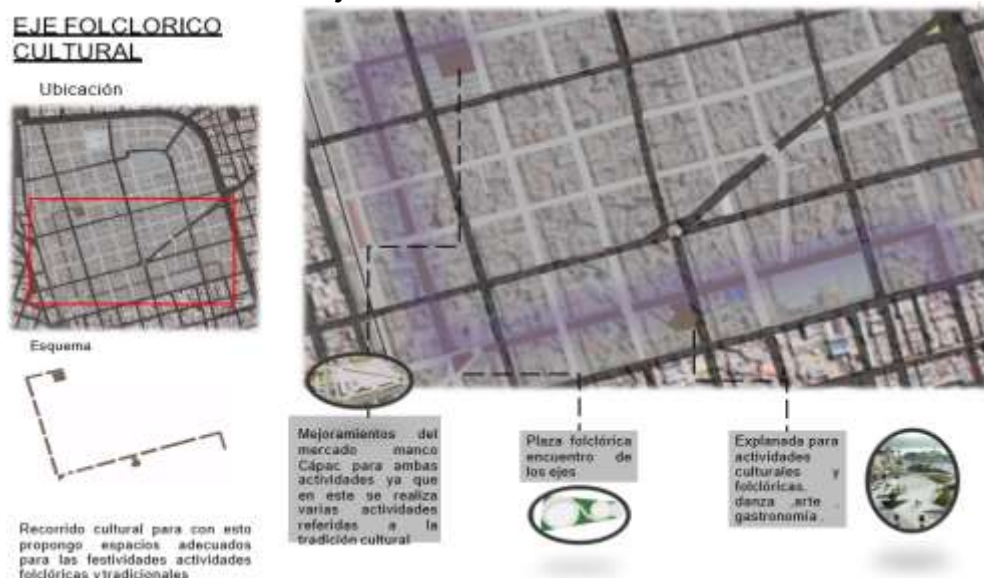 EJE FOLCLORICO
CULTURAL
Ubicación
Esquema
Recorrido cultural para con esto
propongo espacios adecuados
para las festividades actividades
folclóricas y tradicionales
Mejoramientos del
mercado manco
Cápac para ambas
actividades ya que
en este se realiza
varias actividades
referidas a la
tradición cultural
Plaza folclórica
encuentro de
los ejes
Explanada para
actividades
culturales y
folclóricas.
danza .arte .
gastronomía .